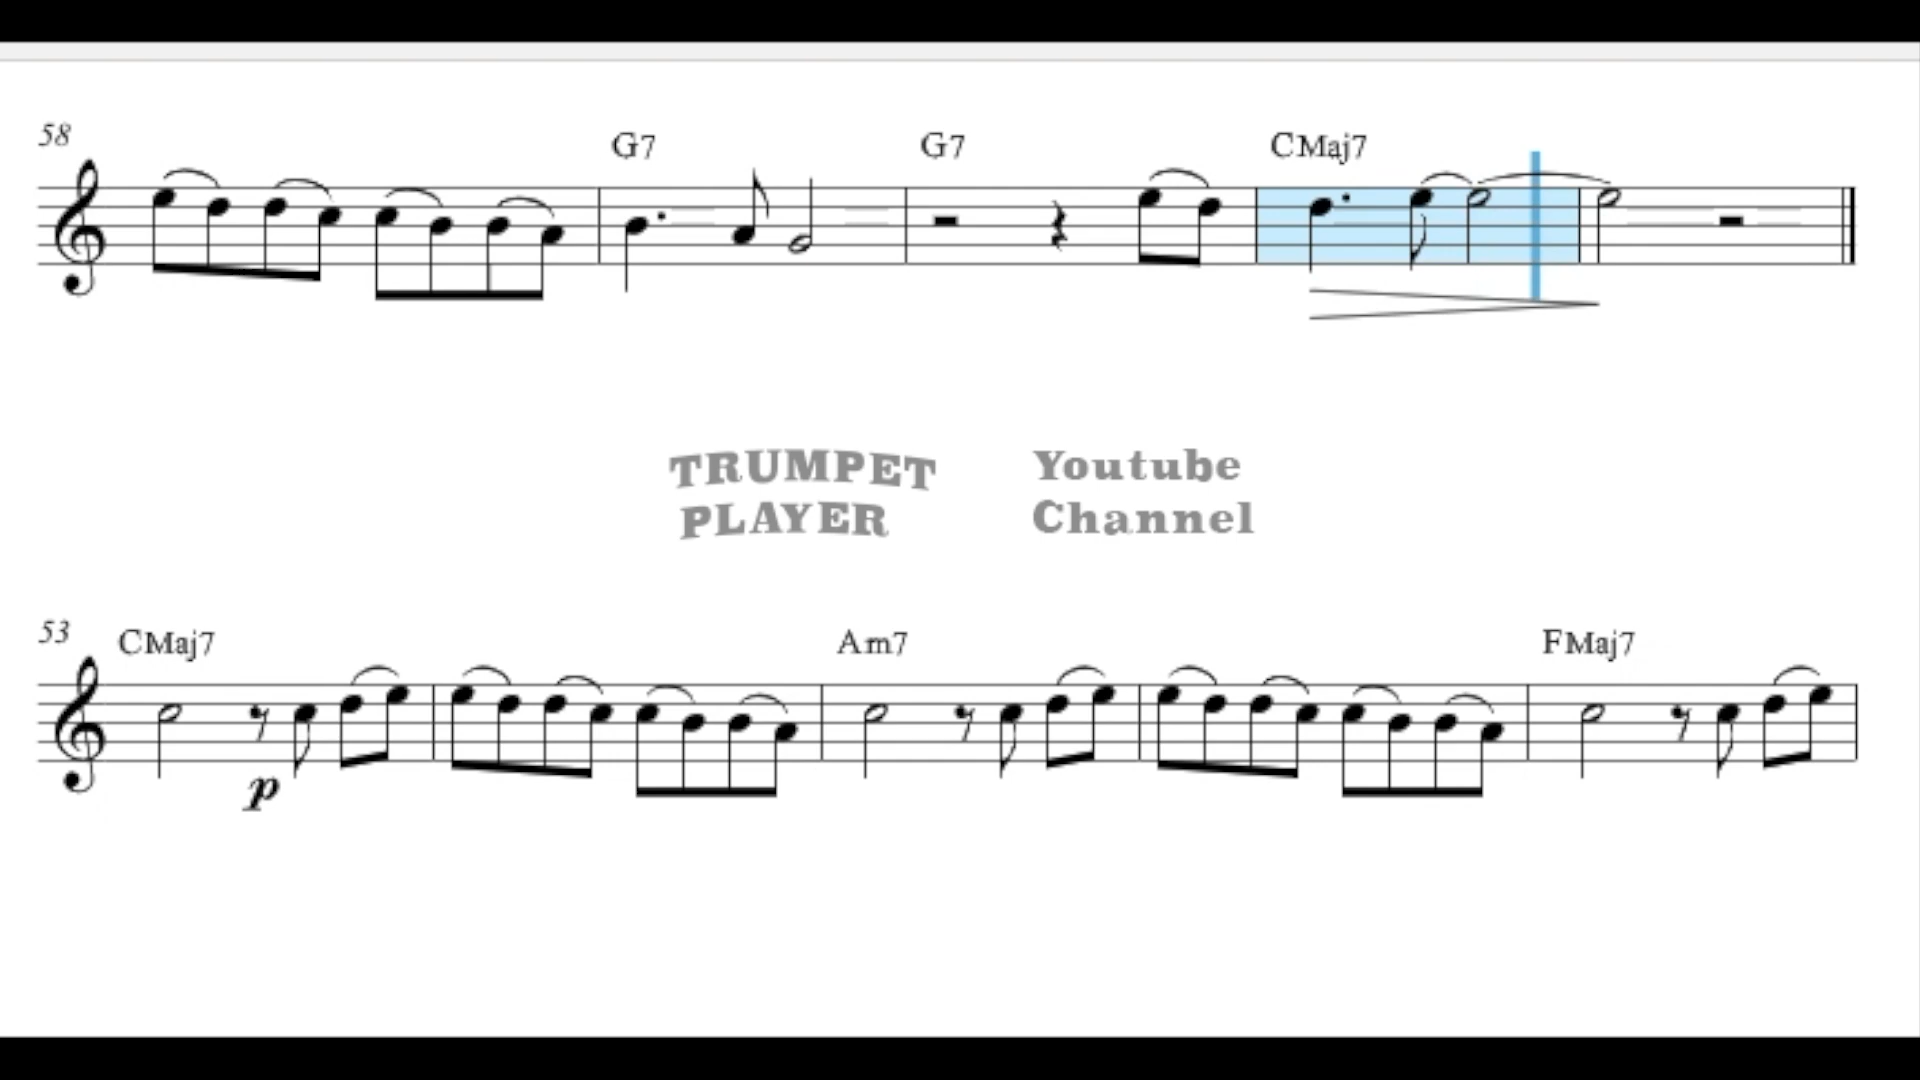 58
G7 G7 CMaj7
TRUMPET Youtube
PLAYER Channel
53 CMaj7 Am7 FMaj7
p